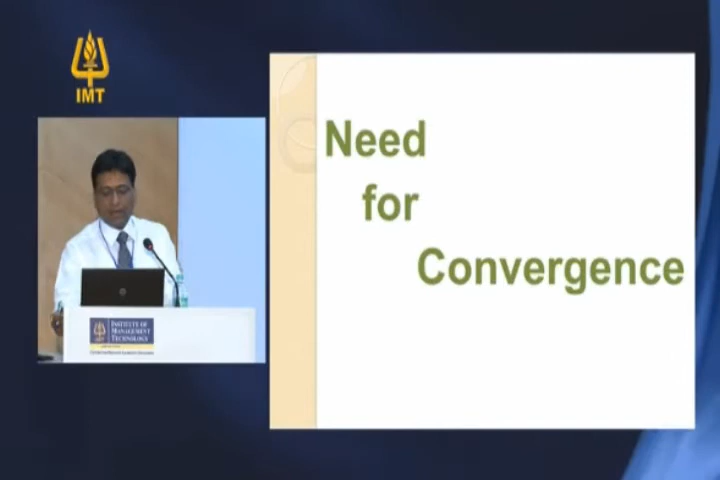 IMT
Need
for
Convergence
INSTITUTE OF
MANAGEMENT
TECHNOLOGY